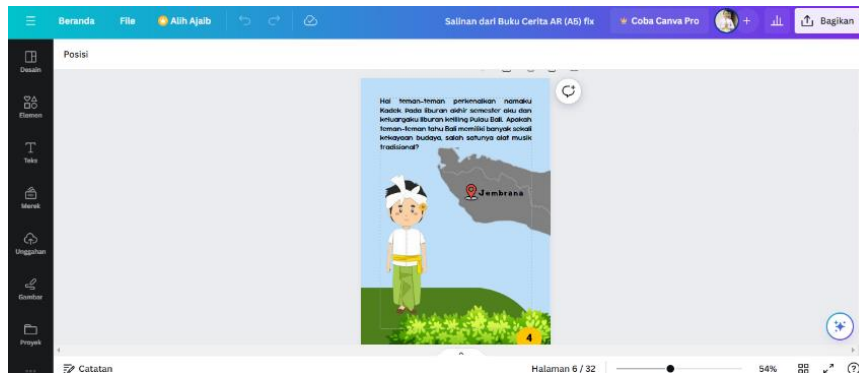 Beranda File Alih Ajaib Salinan dari Buku Cerita AR (A5) fix Coba Canva Pro + Bagikan
Posisi
Desain
Elemen
Teks
Merek
Unggahan
Gambar
Proyek
Hai teman-teman perkenalkan namaku
Kadek. Pada liburan akhir semester aku dan
keluargaku liburan keliling Pulau Bali. Apakah
teman-teman tahu Bali memiliki banyak sekali
kekayaan budaya, salah satunya alat musik
tradisional?
Jembrana
4
Catatan Halaman 6 / 32 54%